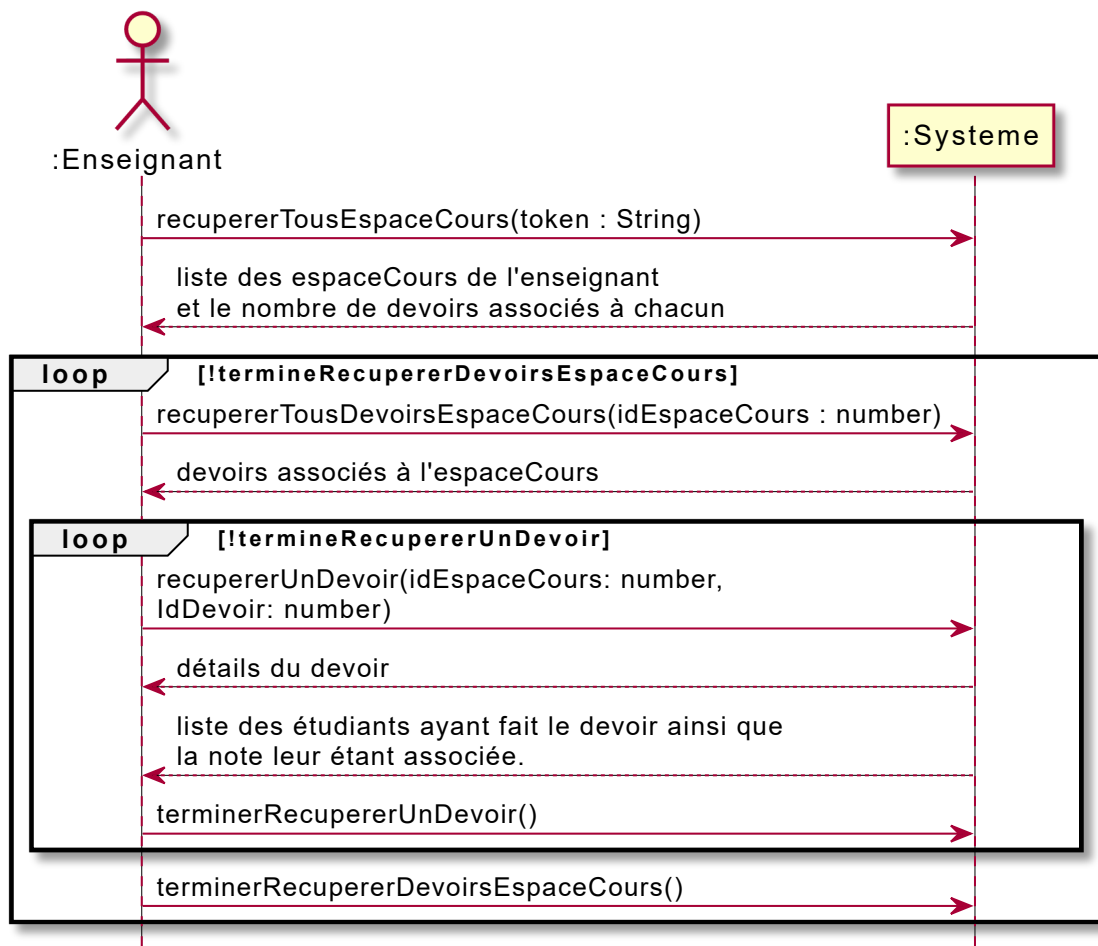 :Enseignant
:Systeme
recupererTousEspaceCours(token : String)
liste des espaceCours de l'enseignant
et le nombre de devoirs associés à chacun
loop [!termineRecupererDevoirsEspaceCours]
recupererTousDevoirsEspaceCours(idEspaceCours : number)
devoirs associés à l'espaceCours
loop [!termineRecupererUnDevoir]
recupererUnDevoir(idEspaceCours: number,
IdDevoir: number)
détails du devoir
liste des étudiants ayant fait le devoir ainsi que
la note leur étant associée.
terminerRecupererUnDevoir()
terminerRecupererDevoirsEspaceCours()